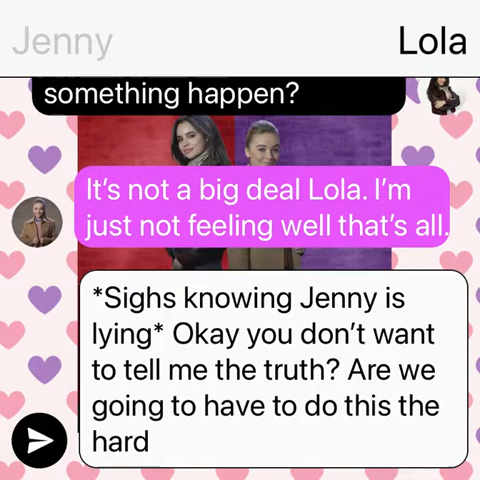 Jenny
Lola
something happen?
It’s not a big deal Lola. I’m
just not feeling well that’s all.
*Sighs knowing Jenny is
lying* Okay you don’t want
to tell me the truth? Are we
going to have to do this the
hard